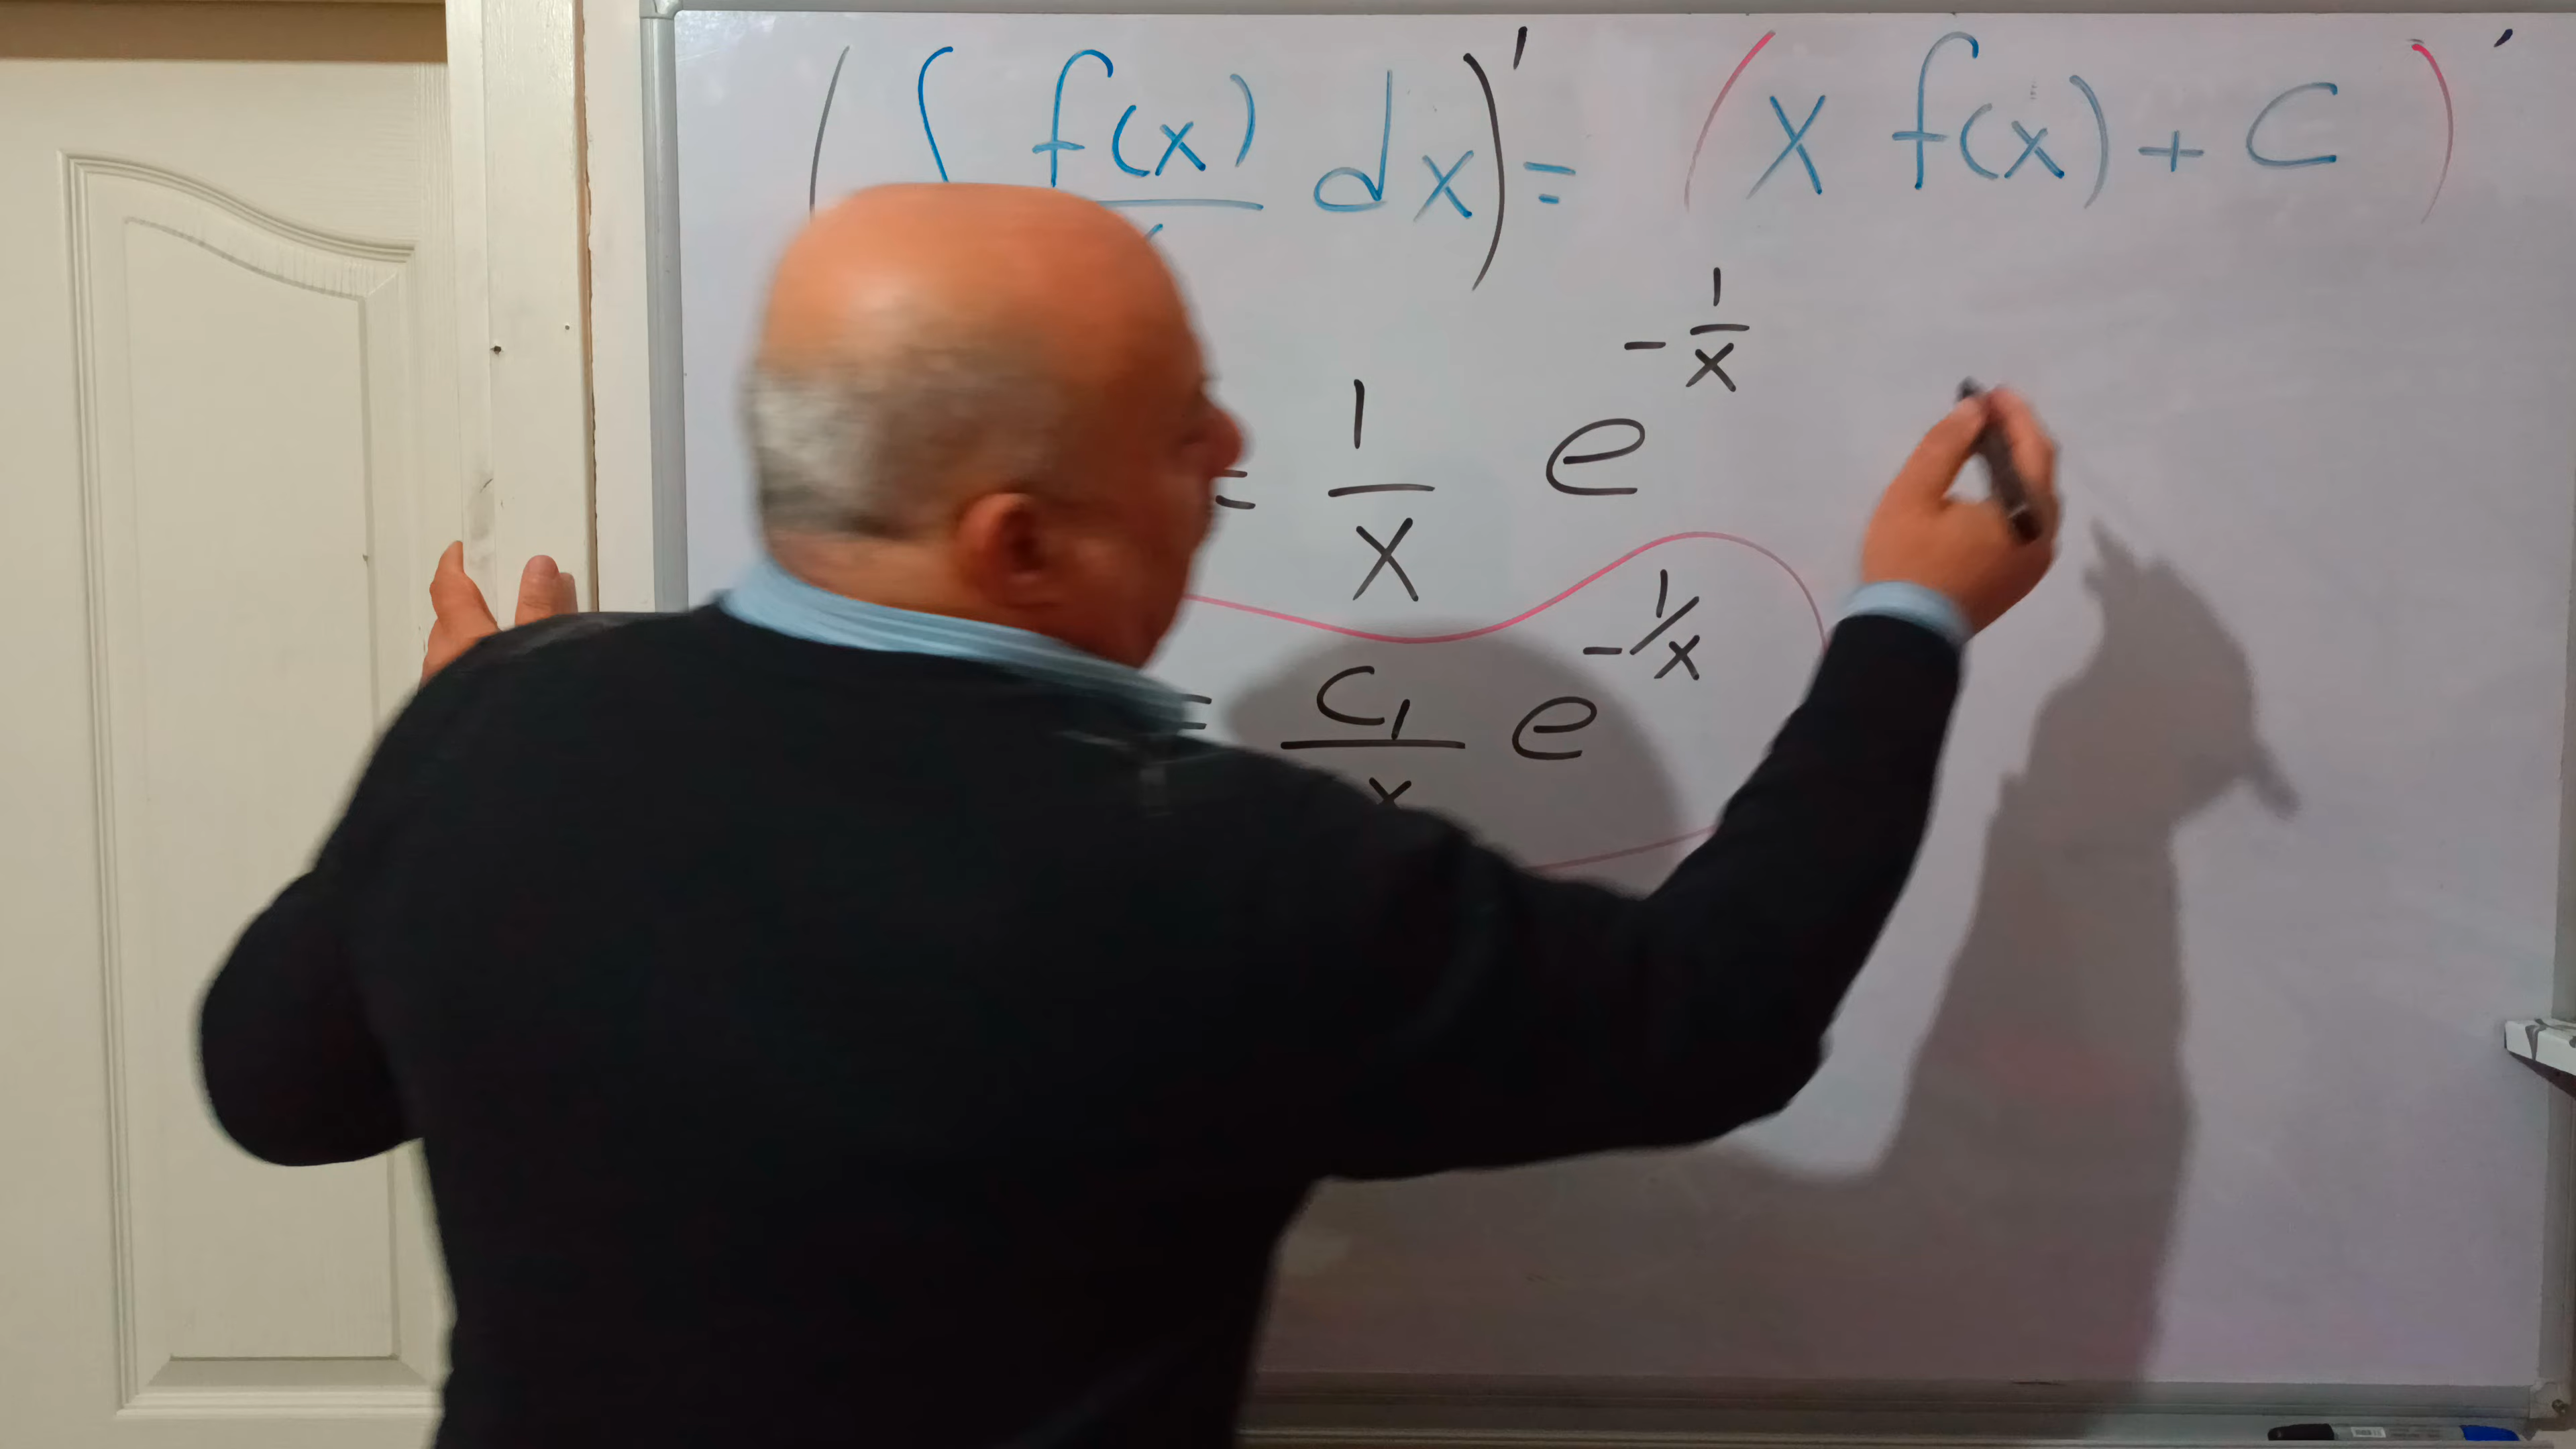 ( ∫ f(x) dx )' = ( x f(x) + C )'
= 1/x e^(-1/x)
= C₁/x e^(-1/x)